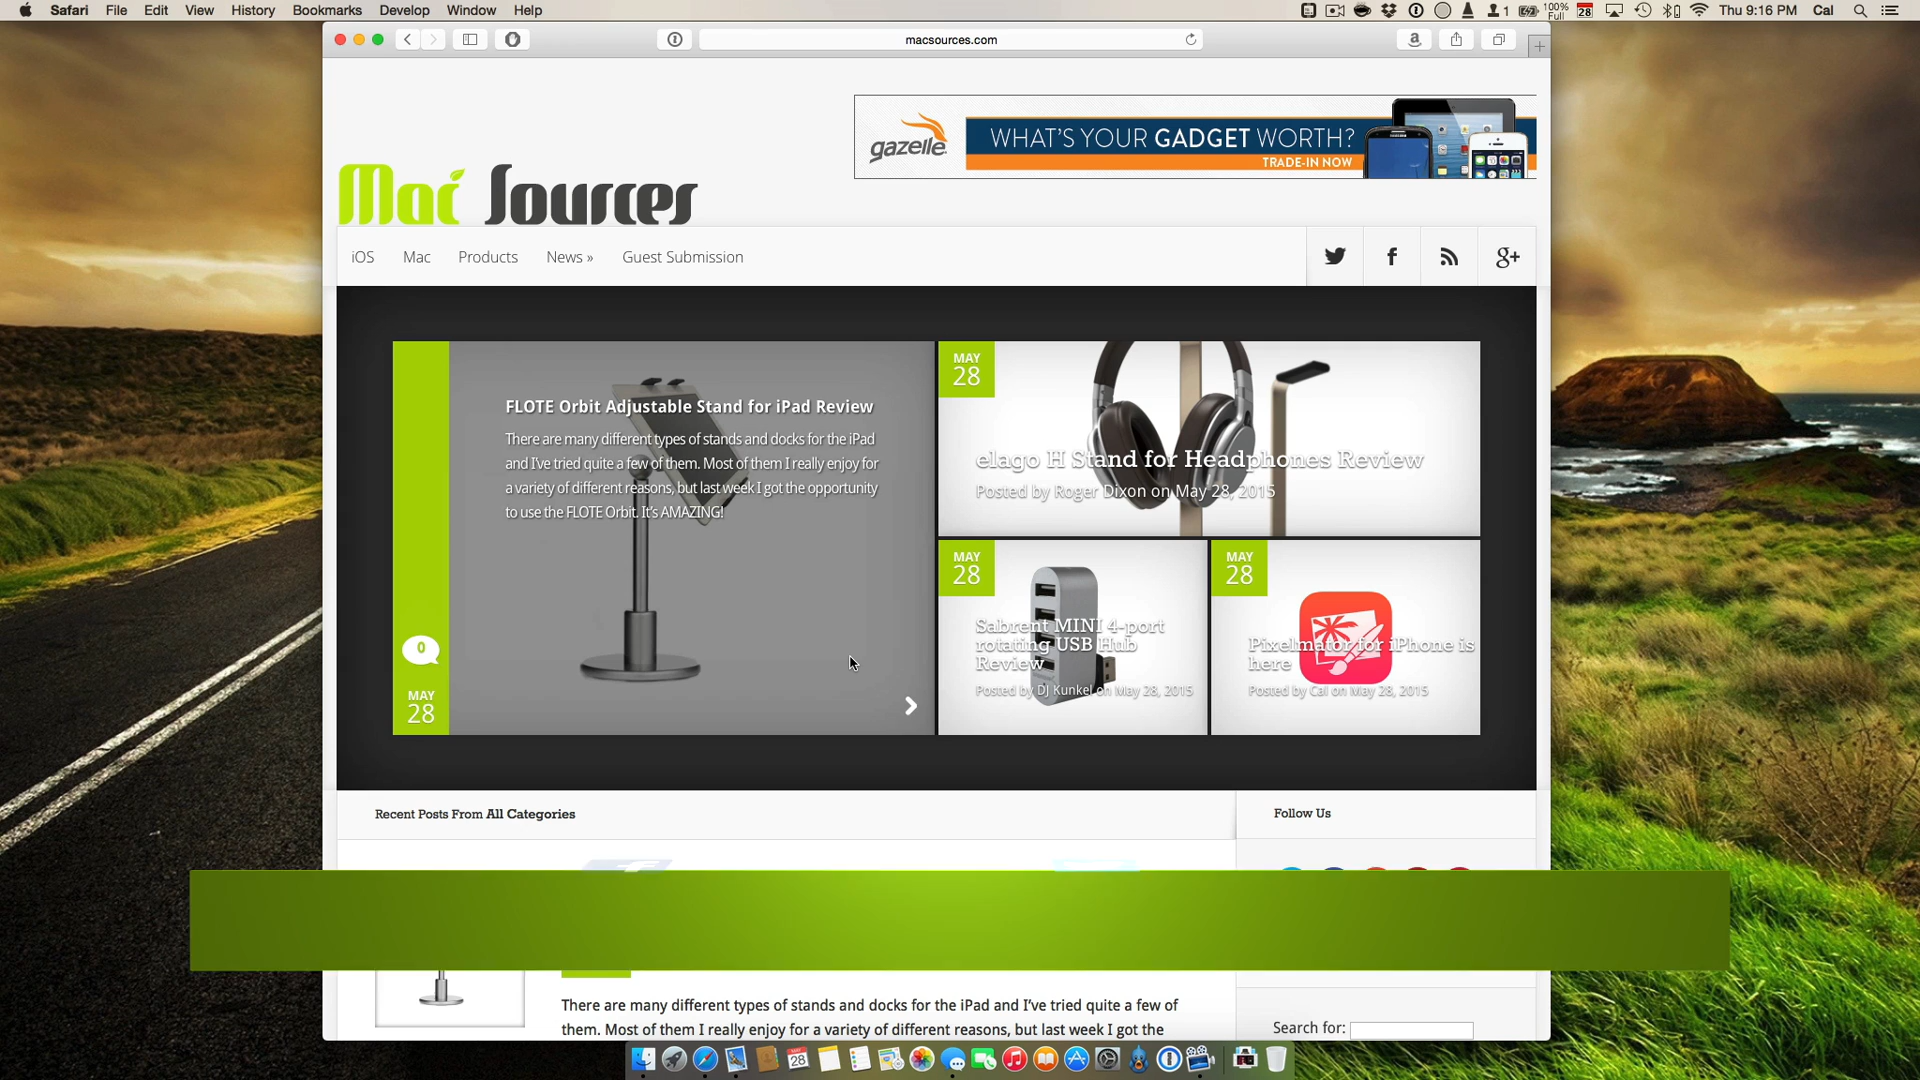 Safari File Edit View History Bookmarks Develop Window Help
1 100% Full 28 Thu 9:16 PM Cal
macsources.com
gazelle
WHAT'S YOUR GADGET WORTH?
TRADE-IN NOW
Mac Sources
iOS Mac Products News » Guest Submission
g+
FLOTE Orbit Adjustable Stand for iPad Review
There are many different types of stands and docks for the iPad
and I've tried quite a few of them. Most of them I really enjoy for
a variety of different reasons, but last week I got the opportunity
to use the FLOTE Orbit. It's AMAZING!
0
MAY
28
MAY
28
elago H Stand for Headphones Review
Posted by Roger Dixon on May 28, 2015
MAY
28
Sabrent MINI 4-port
rotating USB Hub
Review
Posted by DJ Kunkel on May 28, 2015
MAY
28
Pixelmator for iPhone is
here
Posted by Cal on May 28, 2015
Recent Posts From All Categories
Follow Us
There are many different types of stands and docks for the iPad and I've tried quite a few of
them. Most of them I really enjoy for a variety of different reasons, but last week I got the
Search for:
28